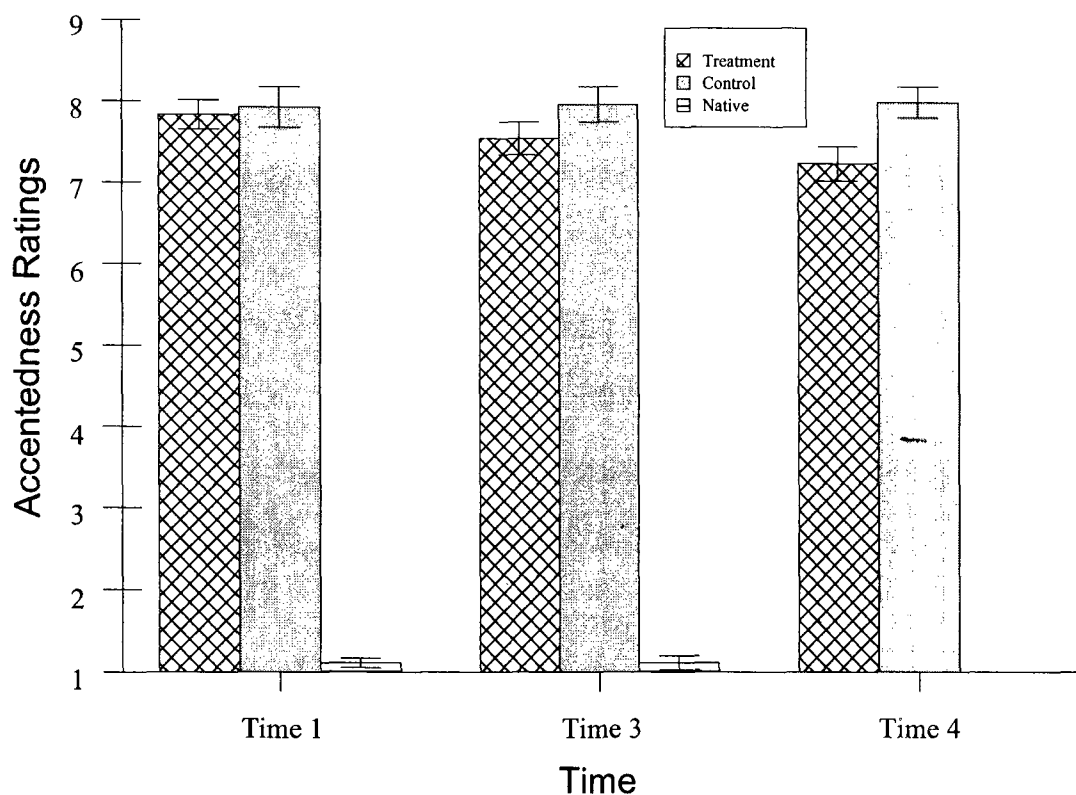 9
8
7
6
5
4
3
2
1
Accentedness Ratings
Treatment
Control
Native
Time 1
Time 3
Time 4
Time